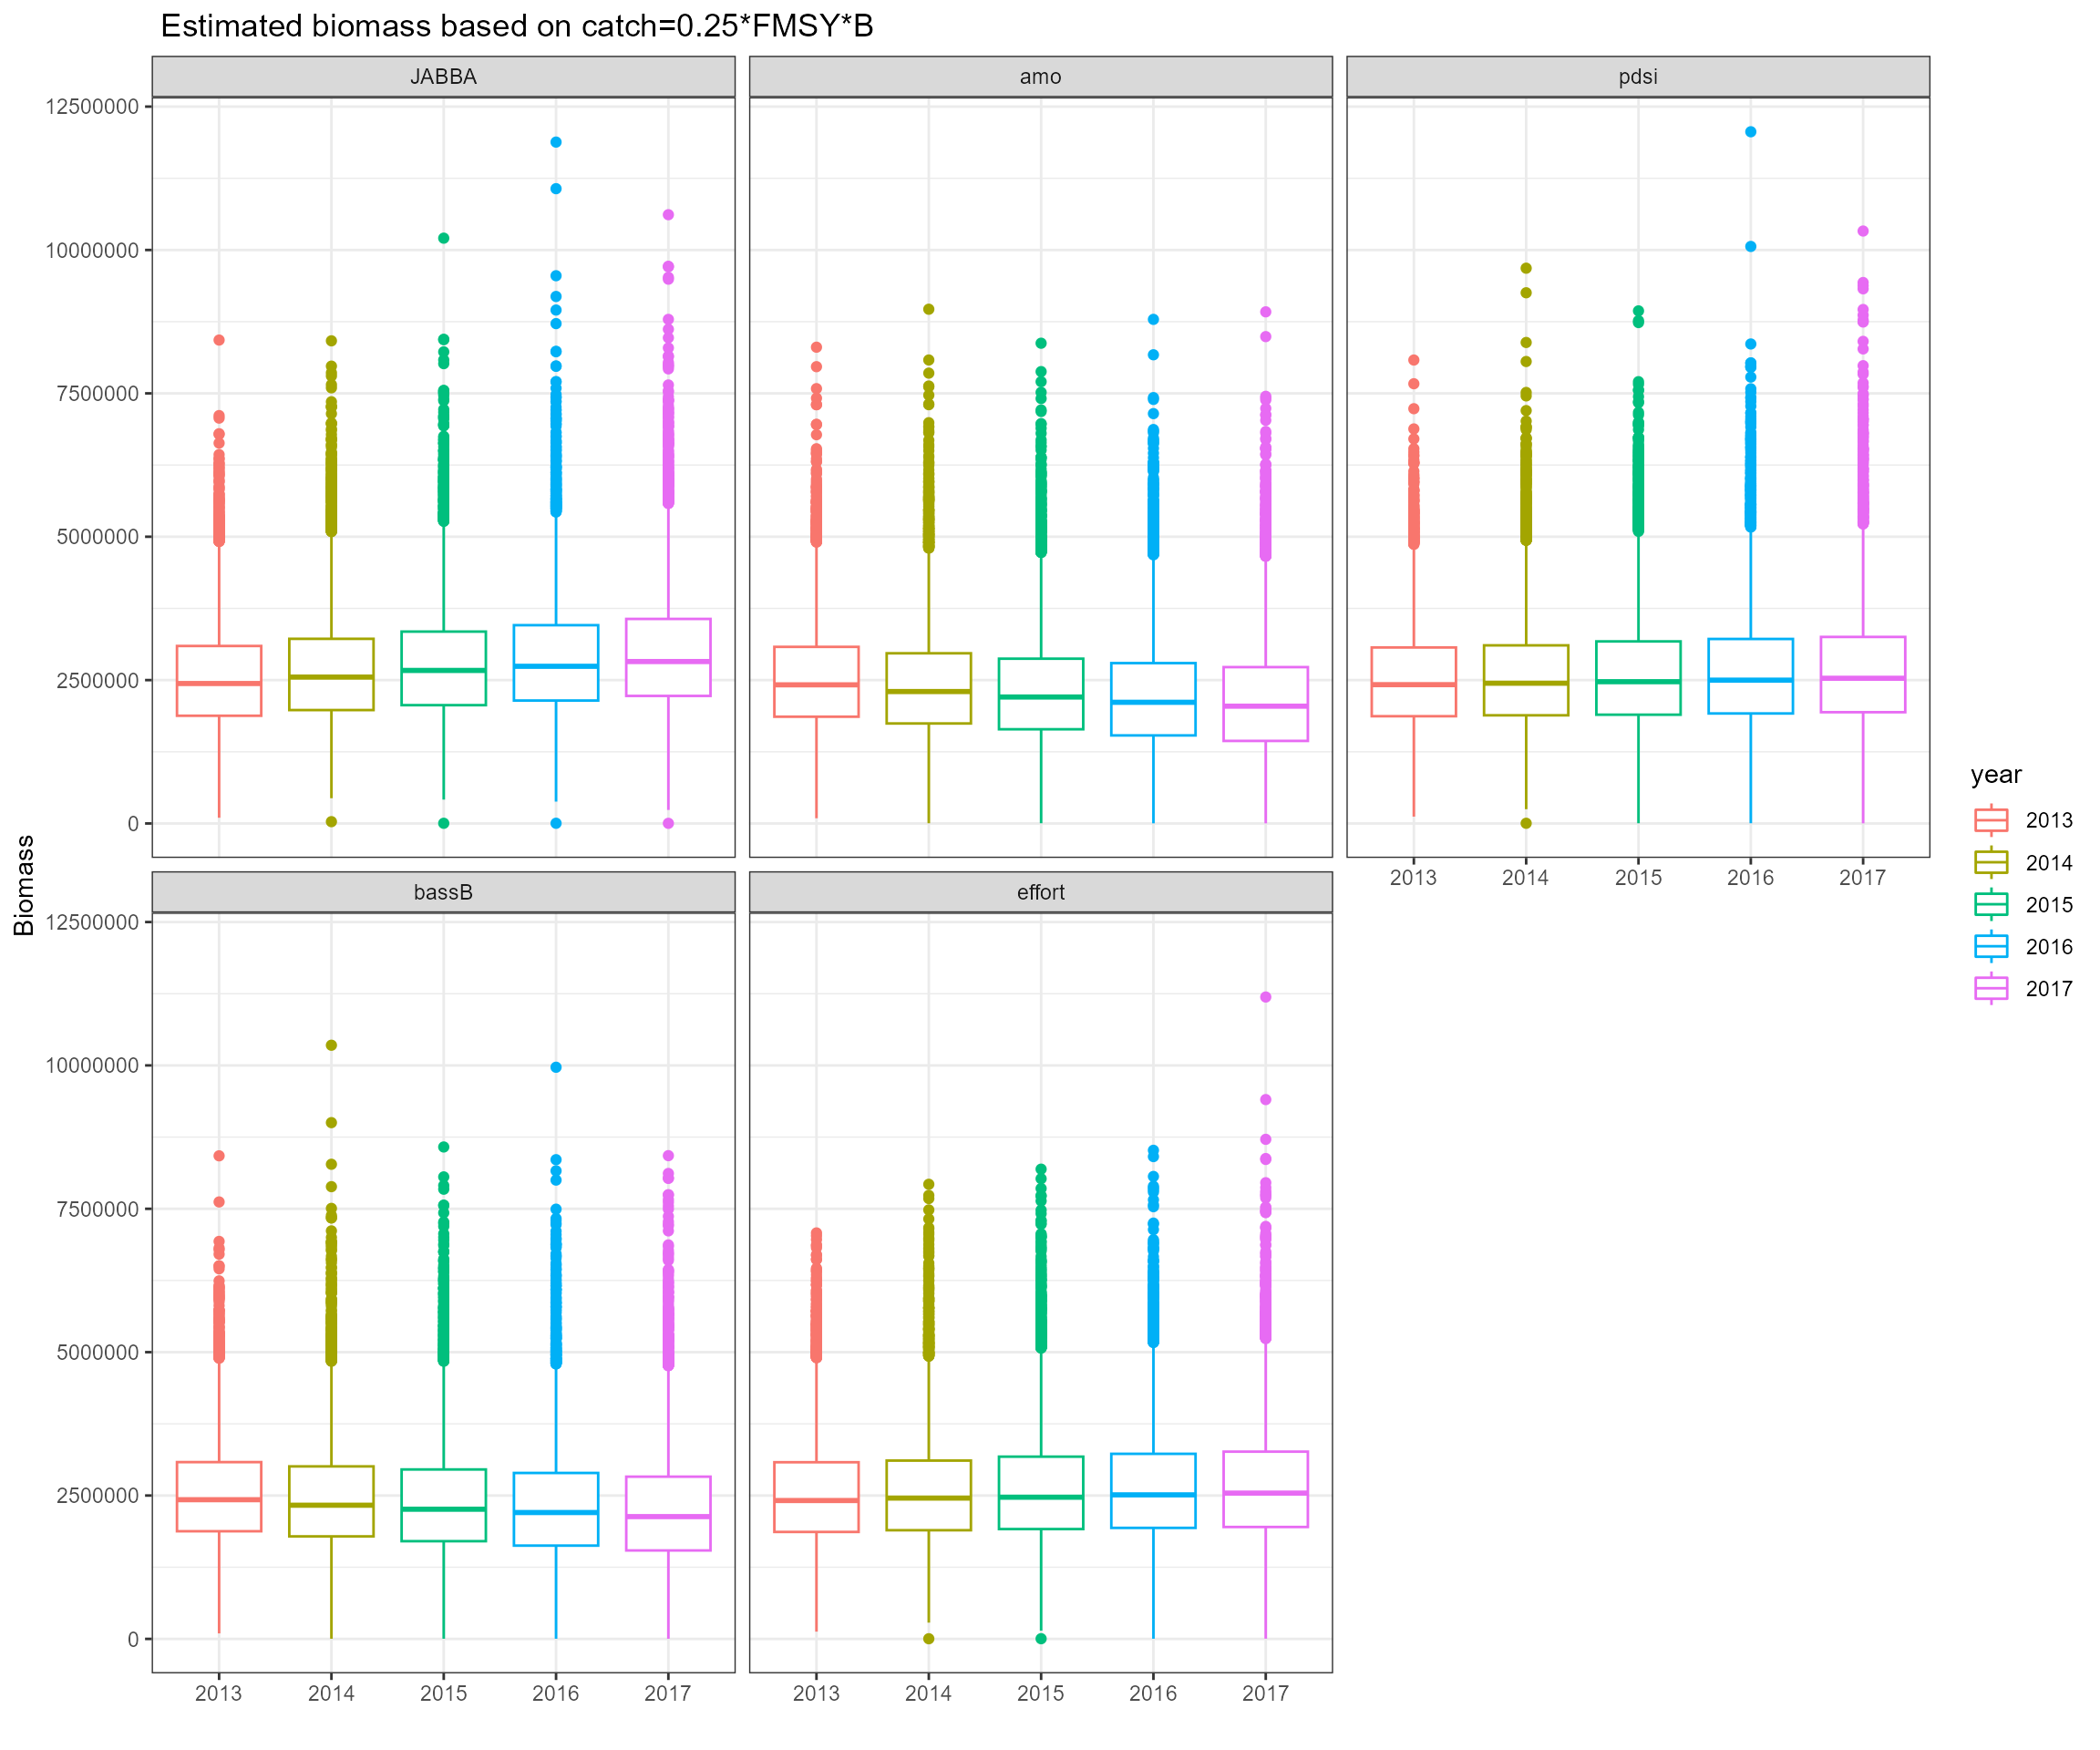 Estimated biomass based on catch=0.25*FMSY*B
JABBA
amo
pdsi
12500000
10000000
7500000
5000000
2500000
0
2013 2014 2015 2016 2017
Biomass
bassB
effort
12500000
10000000
7500000
5000000
2500000
0
2013 2014 2015 2016 2017
2013 2014 2015 2016 2017
year
2013
2014
2015
2016
2017